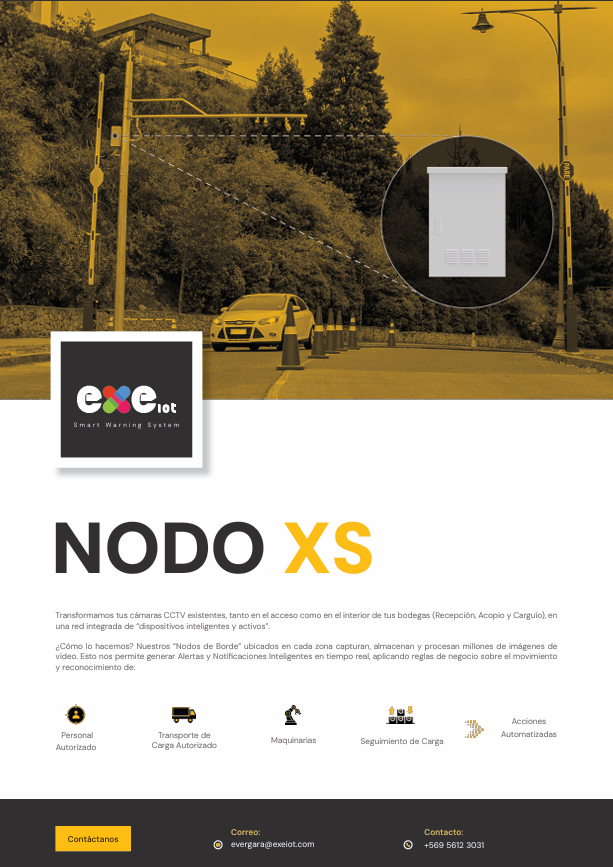 PARE
exe iot
Smart Warning System
NODO XS
Transformamos tus cámaras CCTV existentes, tanto en el acceso como en el interior de tus bodegas (Recepción, Acopio y Carguío), en
una red integrada de “dispositivos inteligentes y activos”.
¿Cómo lo hacemos? Nuestros “Nodos de Borde” ubicados en cada zona capturan, almacenan y procesan millones de imágenes de
video. Esto nos permite generar Alertas y Notificaciones Inteligentes en tiempo real, aplicando reglas de negocio sobre el movimiento
y reconocimiento de:
Personal
Autorizado
Transporte de
Carga Autorizado
Maquinarias
Seguimiento de Carga
Acciones
Automatizadas
Contáctanos
Correo:
evergara@exeiot.com
Contacto:
+569 5612 3031